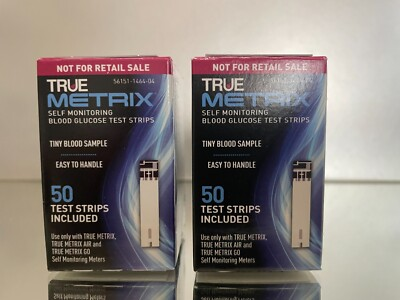 NOT FOR RETAIL SALE
56151-1464-04
TRUE
METRIX
SELF MONITORING
BLOOD GLUCOSE TEST STRIPS
TINY BLOOD SAMPLE
EASY TO HANDLE
50
TEST STRIPS
INCLUDED
Use only with TRUE METRIX,
TRUE METRIX AIR and
TRUE METRIX GO
Self Monitoring Meters
NOT FOR RETAIL SALE
56151-1464-04
TRUE
METRIX
SELF MONITORING
BLOOD GLUCOSE TEST STRIPS
TINY BLOOD SAMPLE
EASY TO HANDLE
50
TEST STRIPS
INCLUDED
Use only with TRUE METRIX,
TRUE METRIX AIR and
TRUE METRIX GO
Self Monitoring Meters